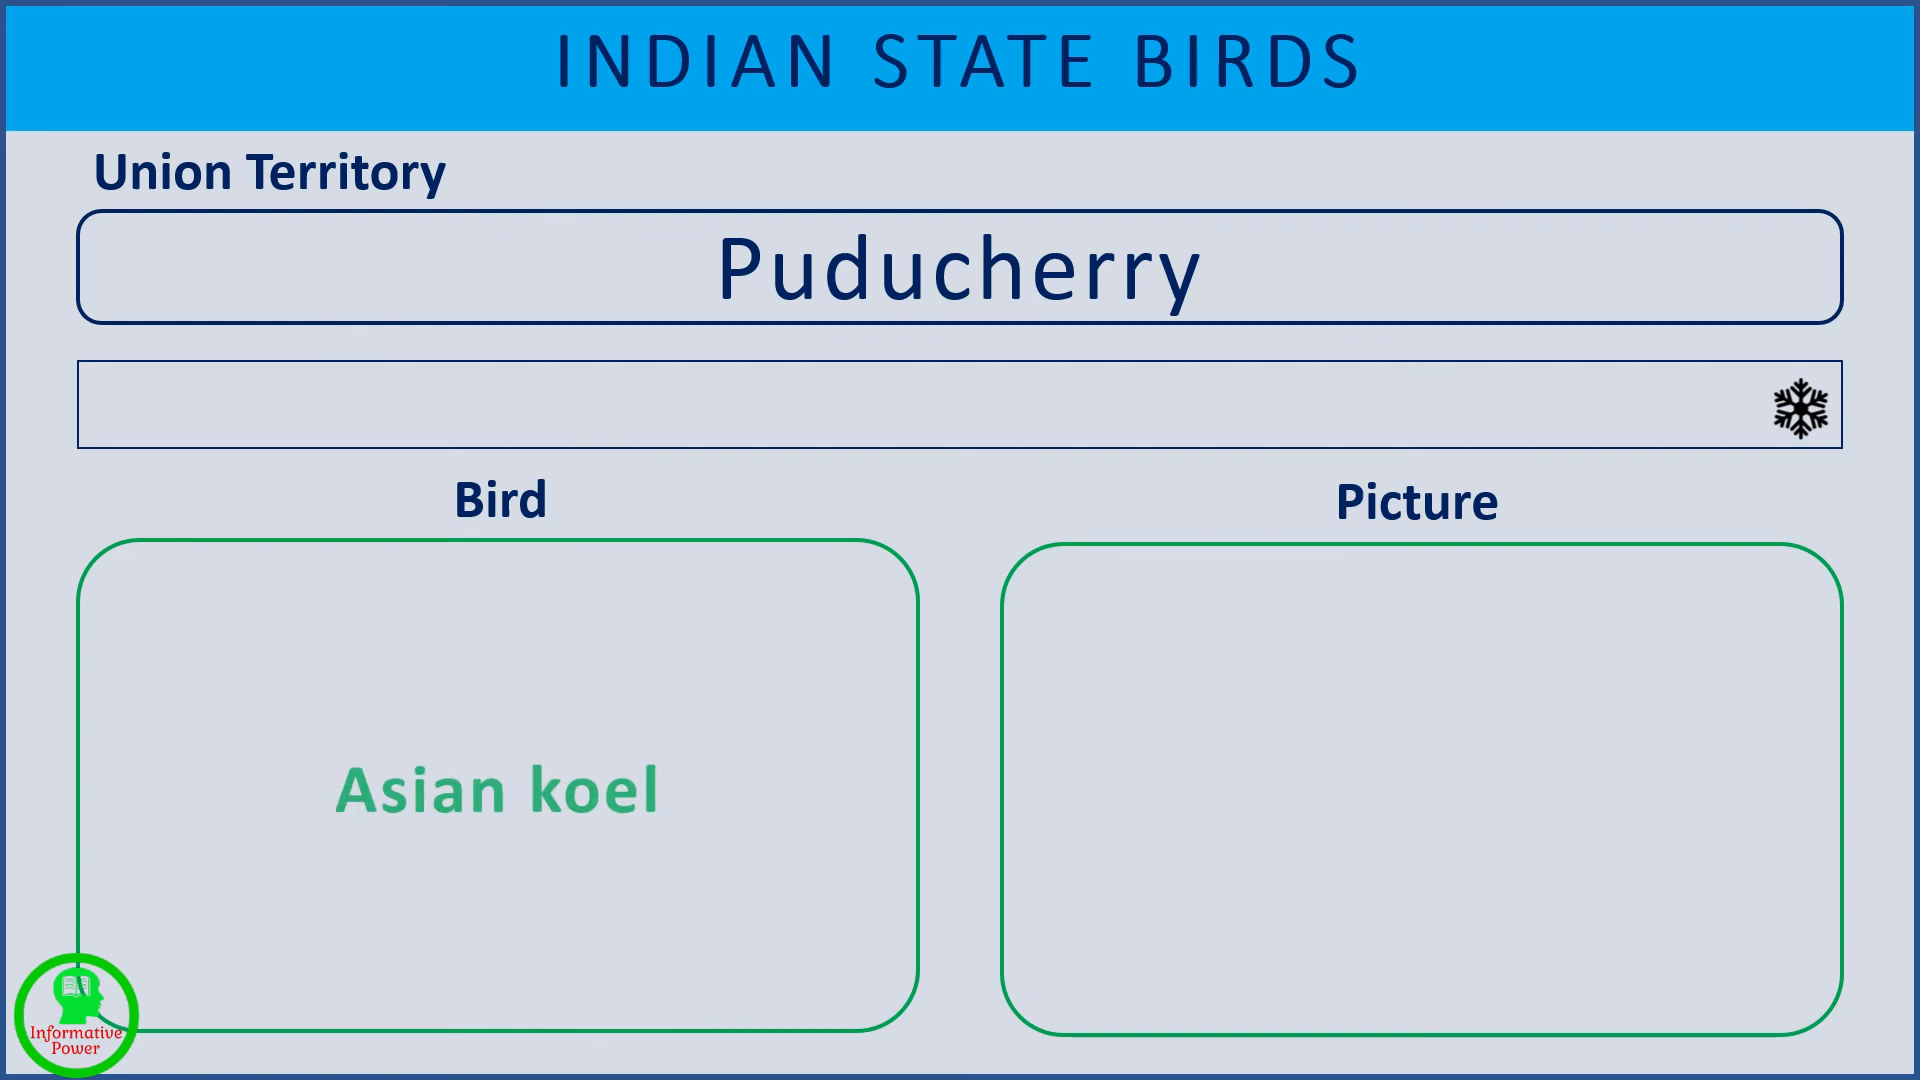 INDIAN STATE BIRDS
Union Territory
Puducherry
Bird
Picture
Asian koel
Informative
Power